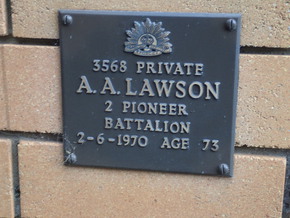 3568 PRIVATE
A. A. LAWSON
2 PIONEER
BATTALION
2-6-1970 AGE 73